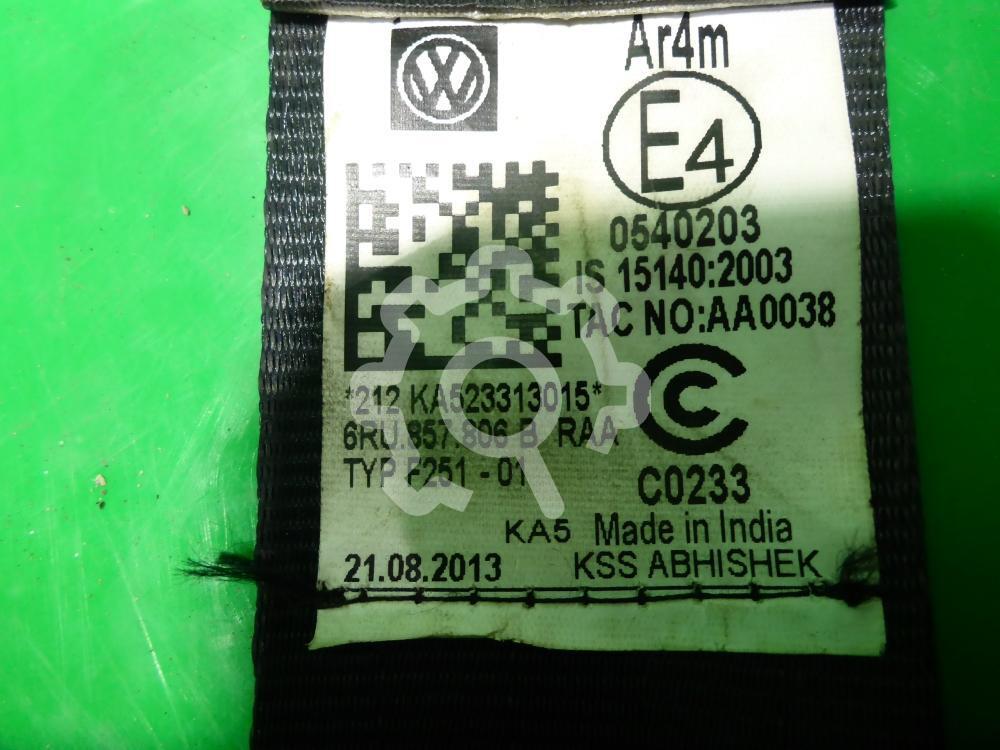 Ar4m
E4
0540203
IS 15140:2003
TAC NO:AA0038
*212 KA523313015*
6RU.857.806 B RAA
TYP F251 - 01
C0233
KA5 Made in India
21.08.2013 KSS ABHISHEK